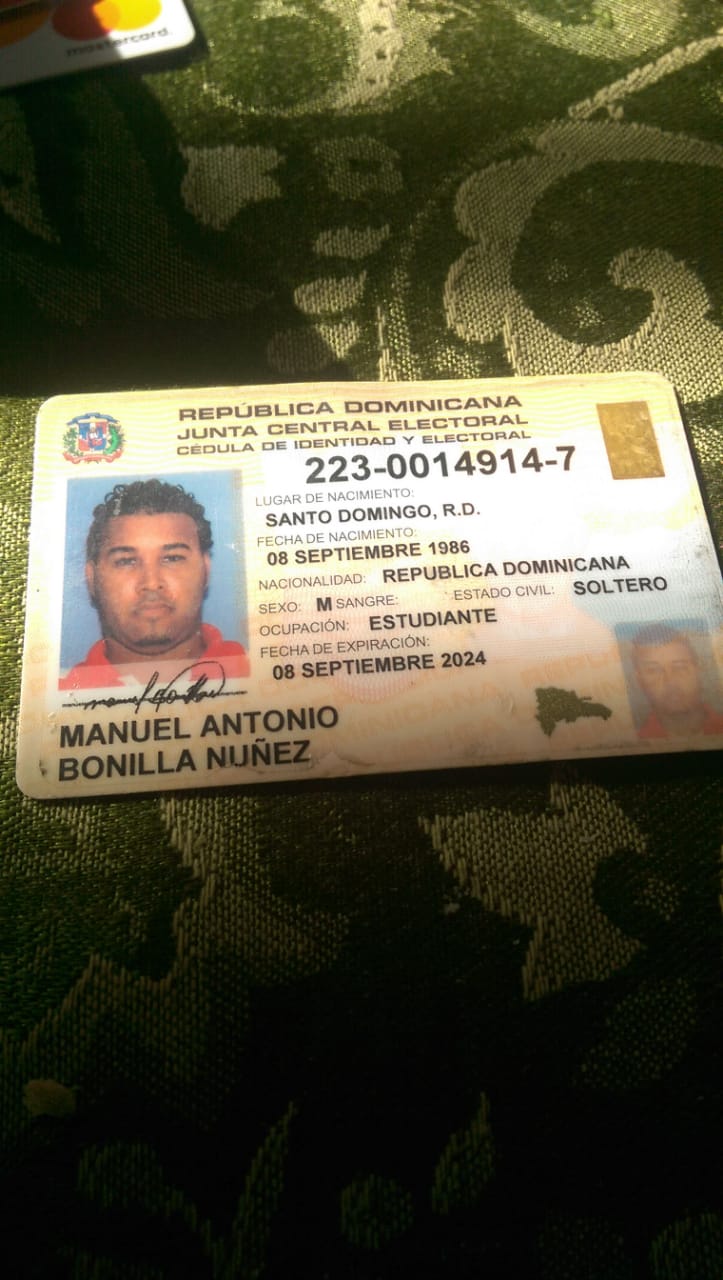 mastercard.
REPÚBLICA DOMINICANA
JUNTA CENTRAL ELECTORAL
CÉDULA DE IDENTIDAD Y ELECTORAL
223-0014914-7
LUGAR DE NACIMIENTO:
SANTO DOMINGO, R.D.
FECHA DE NACIMIENTO:
08 SEPTIEMBRE 1986
NACIONALIDAD: REPUBLICA DOMINICANA
SEXO: M SANGRE: ESTADO CIVIL: SOLTERO
OCUPACIÓN: ESTUDIANTE
FECHA DE EXPIRACIÓN:
08 SEPTIEMBRE 2024
MANUEL ANTONIO
BONILLA NUÑEZ